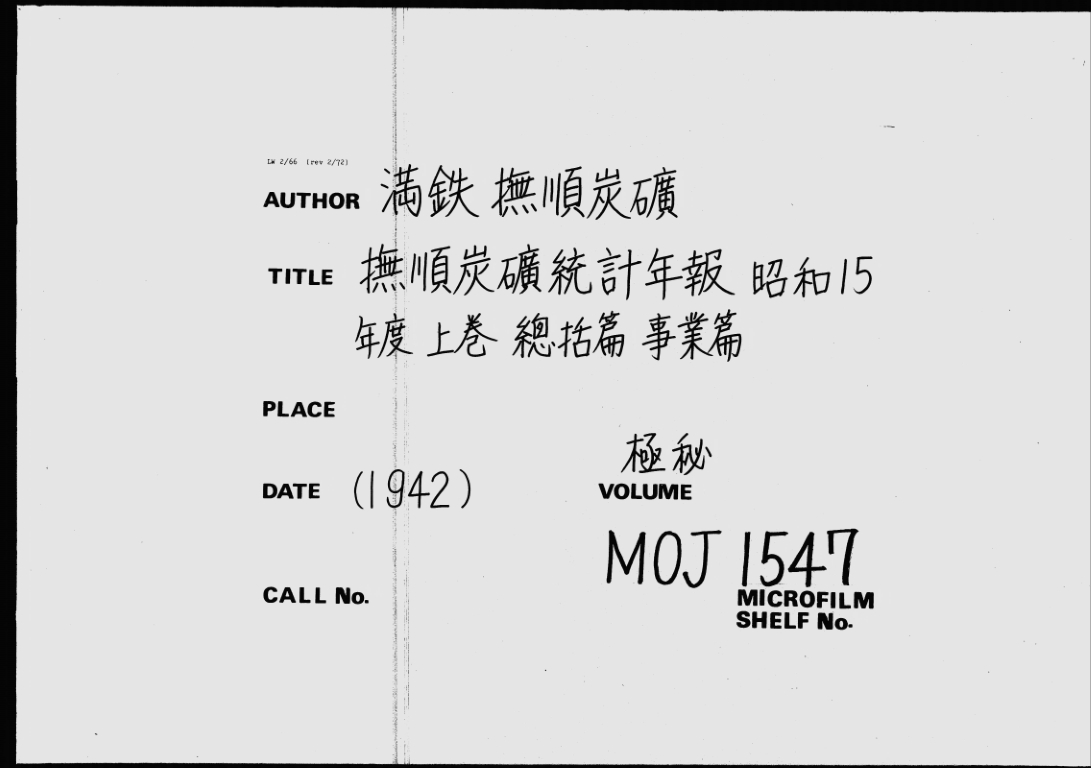 LW 2/66 (rev 2/72)
AUTHOR 満鉄 撫順炭礦
TITLE 撫順炭礦統計年報 昭和15
年度 上巻 總括篇 事業篇
PLACE
極秘
DATE (1942) VOLUME
MOJ 1547
CALL No. MICROFILM
SHELF No.